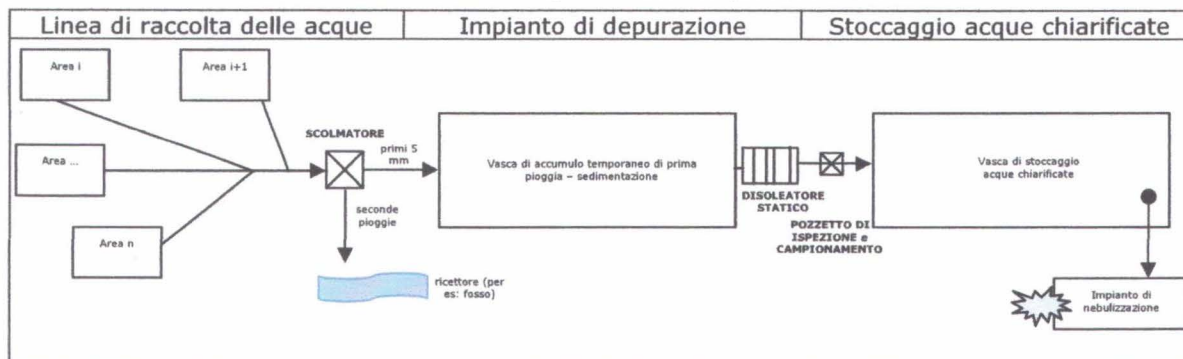 Linea di raccolta delle acque
Impianto di depurazione
Stoccaggio acque chiarificate
Area i
Area i+1
SCOLMATORE
primi 5
mm
Area ...
Area n
seconde
pioggie
ricettore (per
es: fosso)
Vasca di accumulo temporaneo di prima
pioggia – sedimentazione
DISOLEATORE
STATICO
POZZETTO DI
ISPEZIONE e
CAMPIONAMENTO
Vasca di stoccaggio
acque chiarificate
Impianto di
nebulizzazione